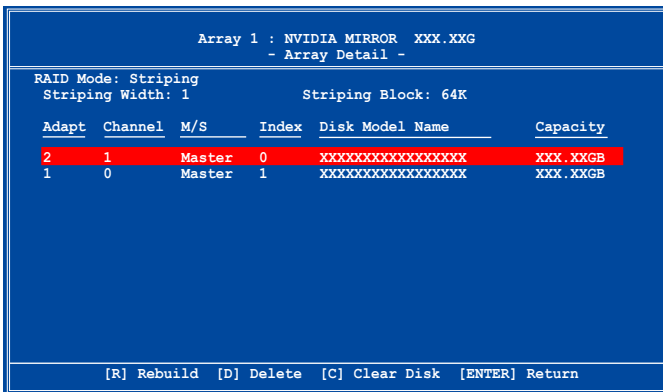 Array 1 : NVIDIA MIRROR XXX.XXG
- Array Detail -
RAID Mode: Striping
Striping Width: 1 Striping Block: 64K
Adapt Channel M/S Index Disk Model Name Capacity
2 1 Master 0 XXXXXXXXXXXXXXXXX XXX.XXGB
1 0 Master 1 XXXXXXXXXXXXXXXXX XXX.XXGB
[R] Rebuild [D] Delete [C] Clear Disk [ENTER] Return